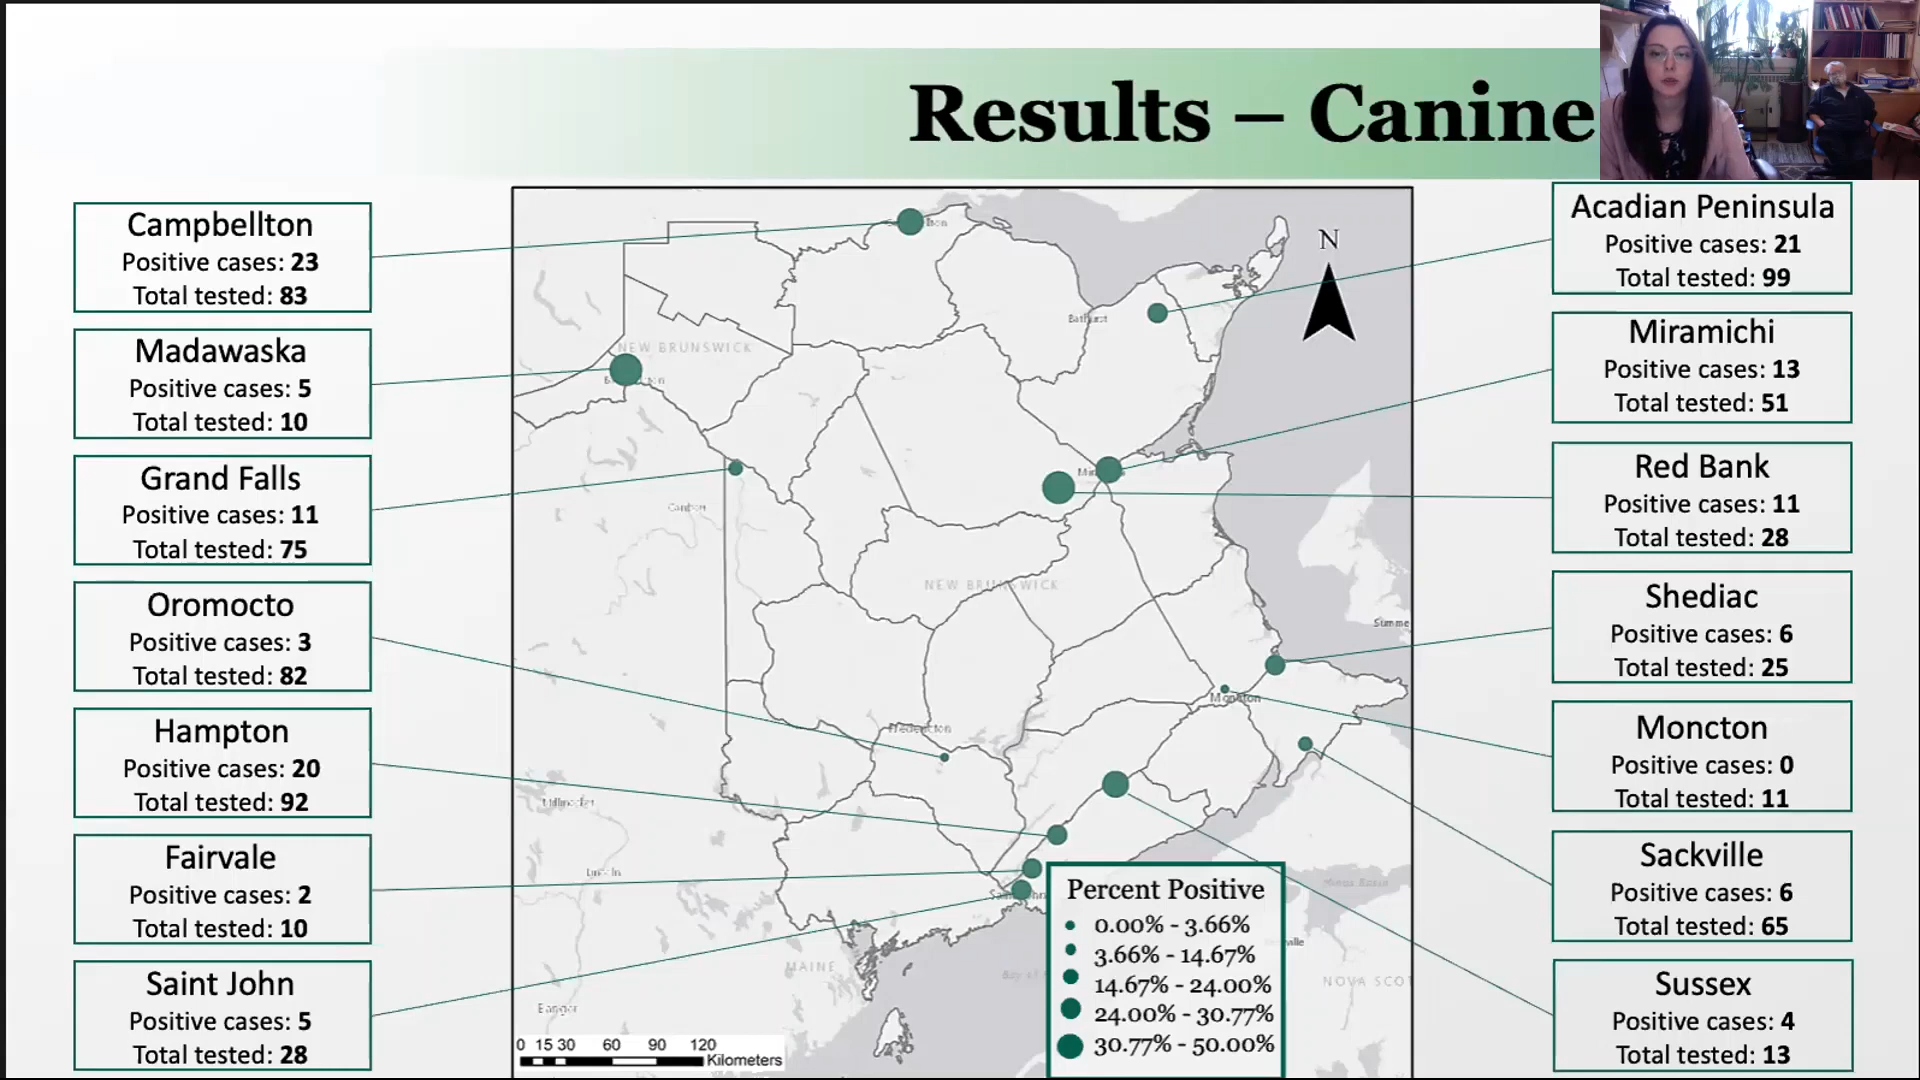 Results – Canine
Campbellton
Positive cases: 23
Total tested: 83
Madawaska
Positive cases: 5
Total tested: 10
Grand Falls
Positive cases: 11
Total tested: 75
Oromocto
Positive cases: 3
Total tested: 82
Hampton
Positive cases: 20
Total tested: 92
Fairvale
Positive cases: 2
Total tested: 10
Saint John
Positive cases: 5
Total tested: 28
N
NEW BRUNSWICK
Caribou
NEW BRUNSWICK
Summe
Moncton
Fredericton
Lincoln
MAINE
Bangor
NOVA SCOT
0 15 30 60 90 120
Kilometers
Percent Positive
0.00% - 3.66%
3.66% - 14.67%
14.67% - 24.00%
24.00% - 30.77%
30.77% - 50.00%
Acadian Peninsula
Positive cases: 21
Total tested: 99
Miramichi
Positive cases: 13
Total tested: 51
Red Bank
Positive cases: 11
Total tested: 28
Shediac
Positive cases: 6
Total tested: 25
Moncton
Positive cases: 0
Total tested: 11
Sackville
Positive cases: 6
Total tested: 65
Sussex
Positive cases: 4
Total tested: 13